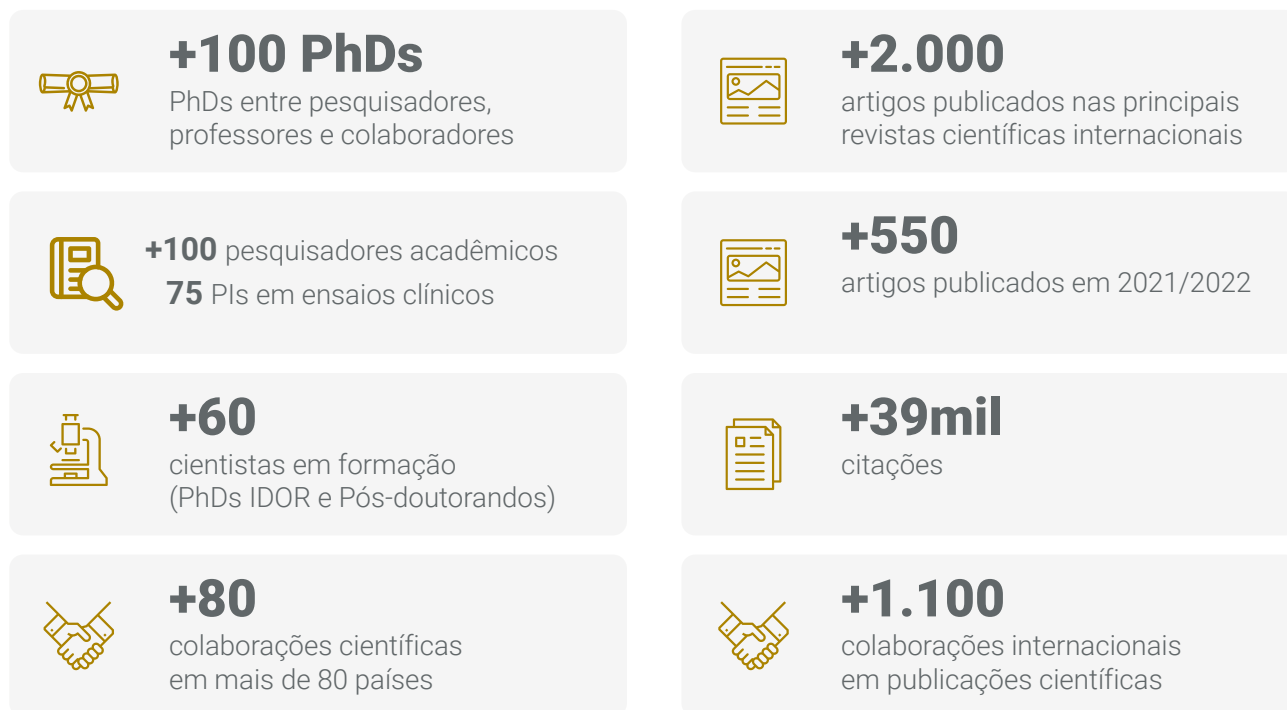 +100 PhDs
PhDs entre pesquisadores,
professores e colaboradores
+2.000
artigos publicados nas principais
revistas científicas internacionais
+100 pesquisadores acadêmicos
75 PIs em ensaios clínicos
+550
artigos publicados em 2021/2022
+60
cientistas em formação
(PhDs IDOR e Pós-doutorandos)
+39mil
citações
+80
colaborações científicas
em mais de 80 países
+1.100
colaborações internacionais
em publicações científicas